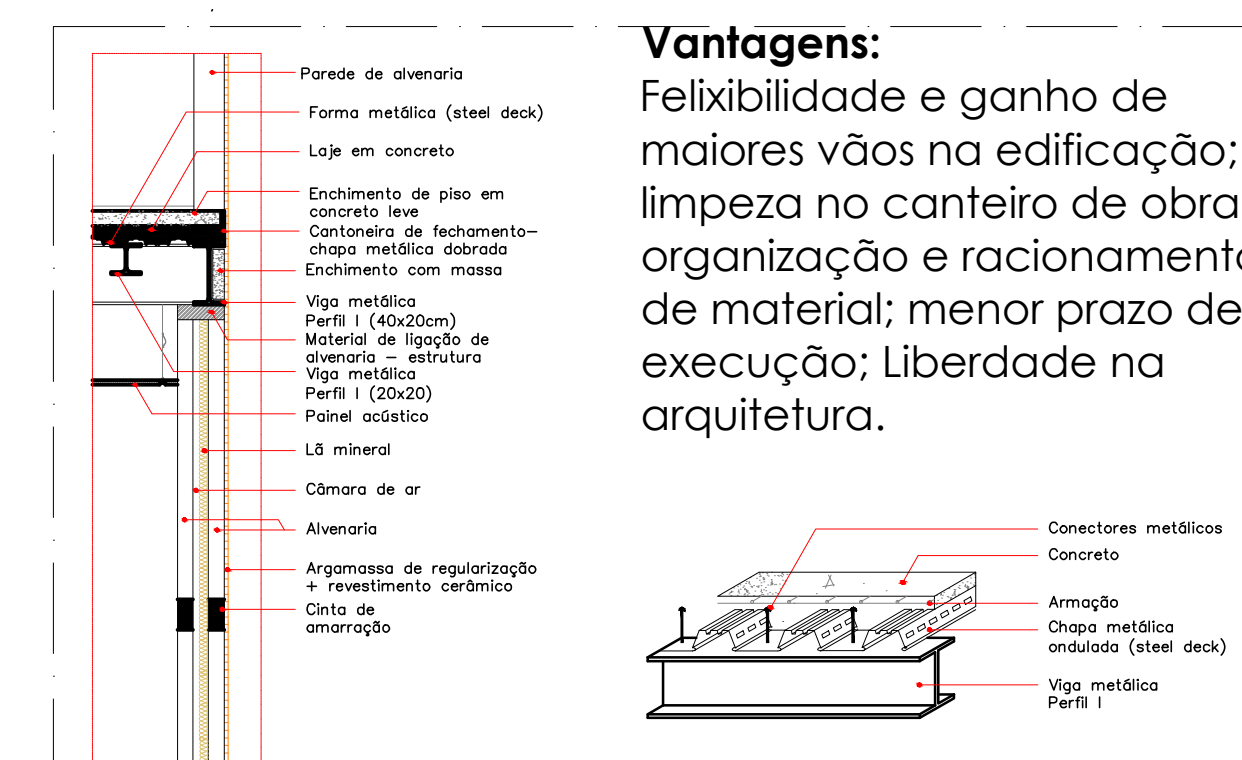 Parede de alvenaria
Forma metálica (steel deck)
Laje em concreto
Enchimento de piso em
concreto leve
Cantoneira de fechamento—
chapa metálica dobrada
Enchimento com massa
Viga metálica
Perfil I (40x20cm)
Material de ligação de
alvenaria — estrutura
Viga metálica
Perfil I (20x20)
Painel acústico
Lã mineral
Câmara de ar
Alvenaria
Argamassa de regularização
+ revestimento cerâmico
Cinta de
amarração
Vantagens:
Felixibilidade e ganho de
maiores vãos na edificação;
limpeza no canteiro de obra
organização e racionament
de material; menor prazo de
execução; Liberdade na
arquitetura.
Conectores metálicos
Concreto
Armação
Chapa metálica
ondulada (steel deck)
Viga metálica
Perfil I